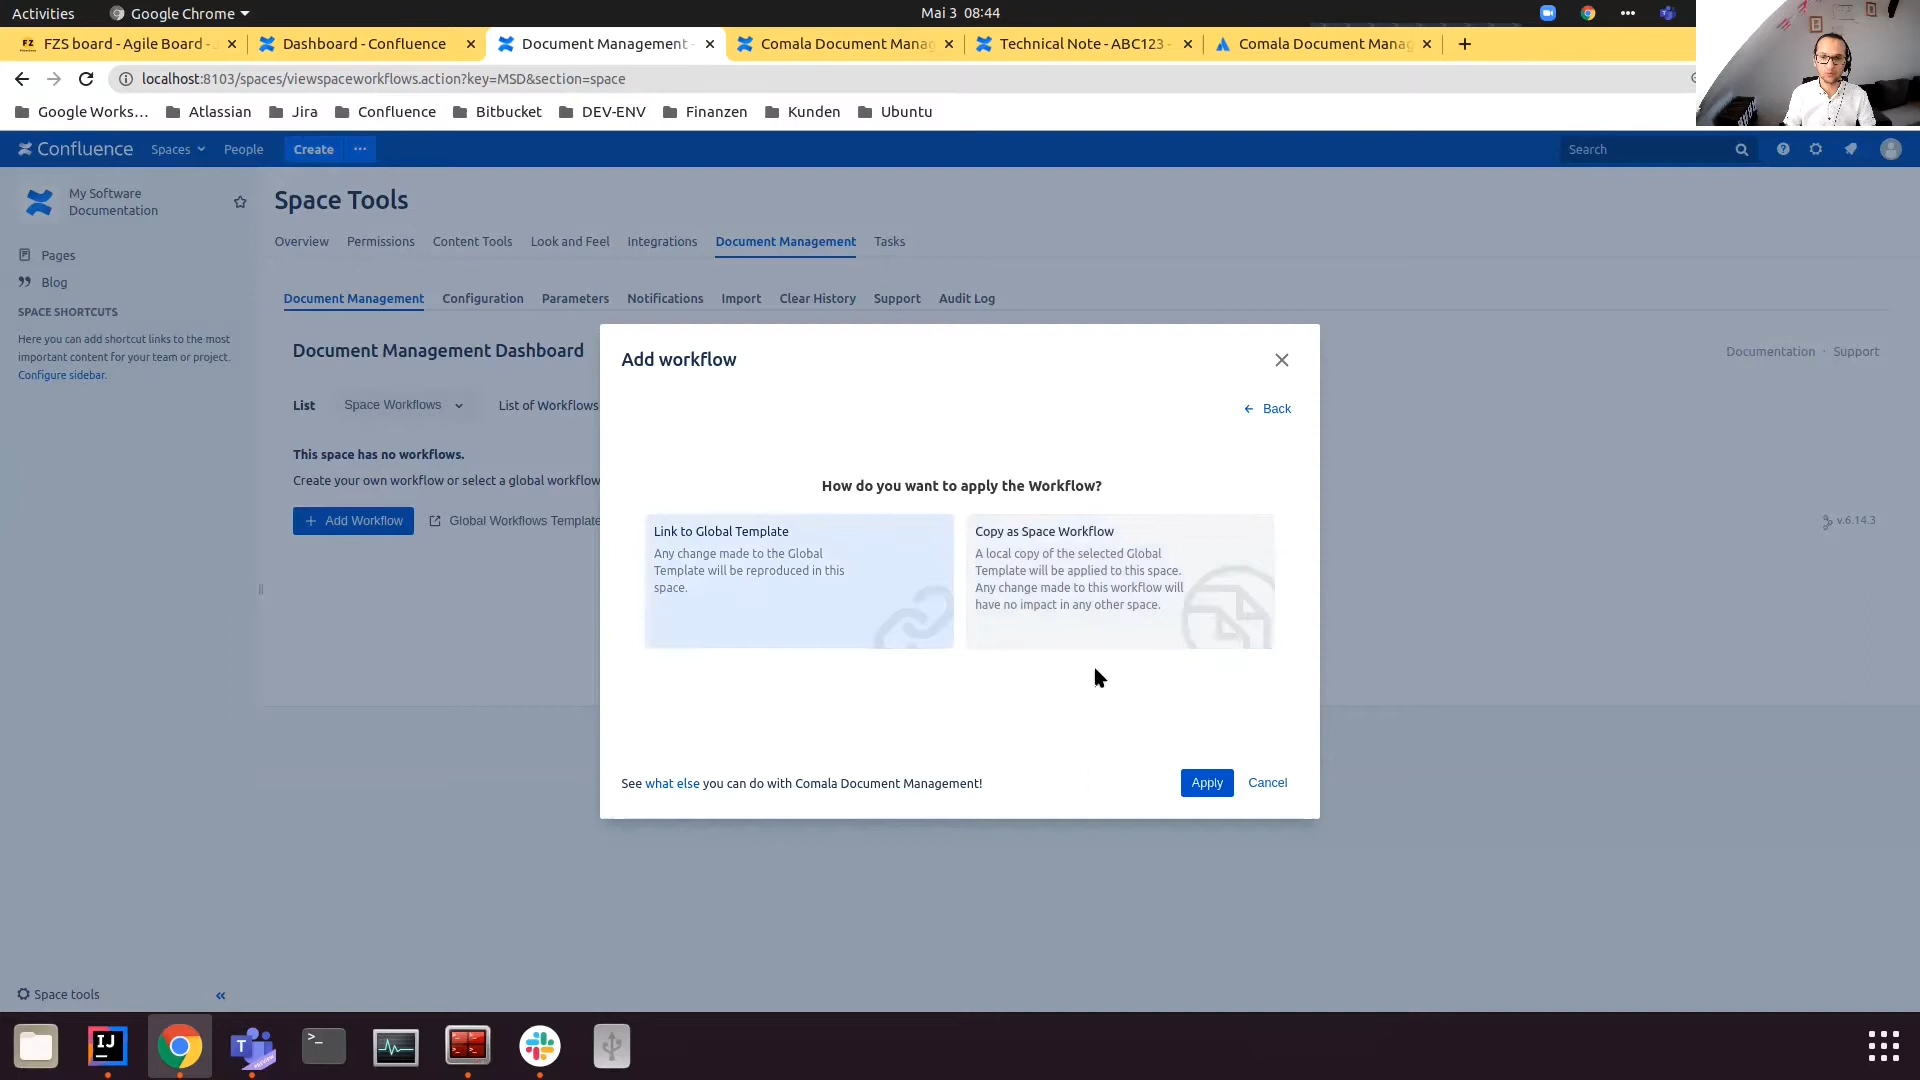 Activities
Google Chrome
Mai 3 08:44
FZS board - Agile Board -
Dashboard - Confluence
Document Management -
Comala Document Manag
Technical Note - ABC123 -
Comala Document Manag
localhost:8103/spaces/viewspaceworkflows.action?key=MSD&section=space
Google Works...
Atlassian
Jira
Confluence
Bitbucket
DEV-ENV
Finanzen
Kunden
Ubuntu
Confluence
Spaces
People
Create
Search
My Software
Documentation
Pages
Blog
SPACE SHORTCUTS
Here you can add shortcut links to the most
important content for your team or project.
Configure sidebar.
Space Tools
Overview
Permissions
Content Tools
Look and Feel
Integrations
Document Management
Tasks
Document Management
Configuration
Parameters
Notifications
Import
Clear History
Support
Audit Log
Document Management Dashboard
Documentation · Support
List
Space Workflows
List of Workflows
This space has no workflows.
Create your own workflow or select a global workflow
+ Add Workflow
Global Workflows Template
v.6.14.3
Add workflow
← Back
How do you want to apply the Workflow?
Link to Global Template
Any change made to the Global
Template will be reproduced in this
space.
Copy as Space Workflow
A local copy of the selected Global
Template will be applied to this space.
Any change made to this workflow will
have no impact in any other space.
See what else you can do with Comala Document Management!
Apply
Cancel
Space tools
«